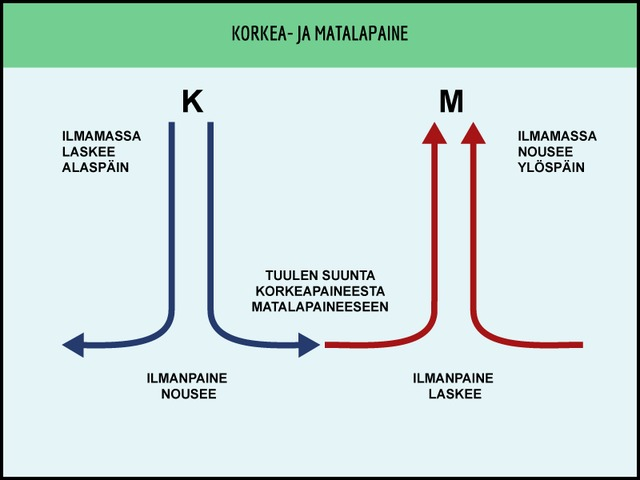 KORKEA- JA MATALAPAINE
K
M
ILMAMASSA
LASKEE
ALASPÄIN
ILMAMASSA
NOUSEE
YLÖSPÄIN
TUULEN SUUNTA
KORKEAPAINEESTA
MATALAPAINEESEEN
ILMANPAINE
NOUSEE
ILMANPAINE
LASKEE